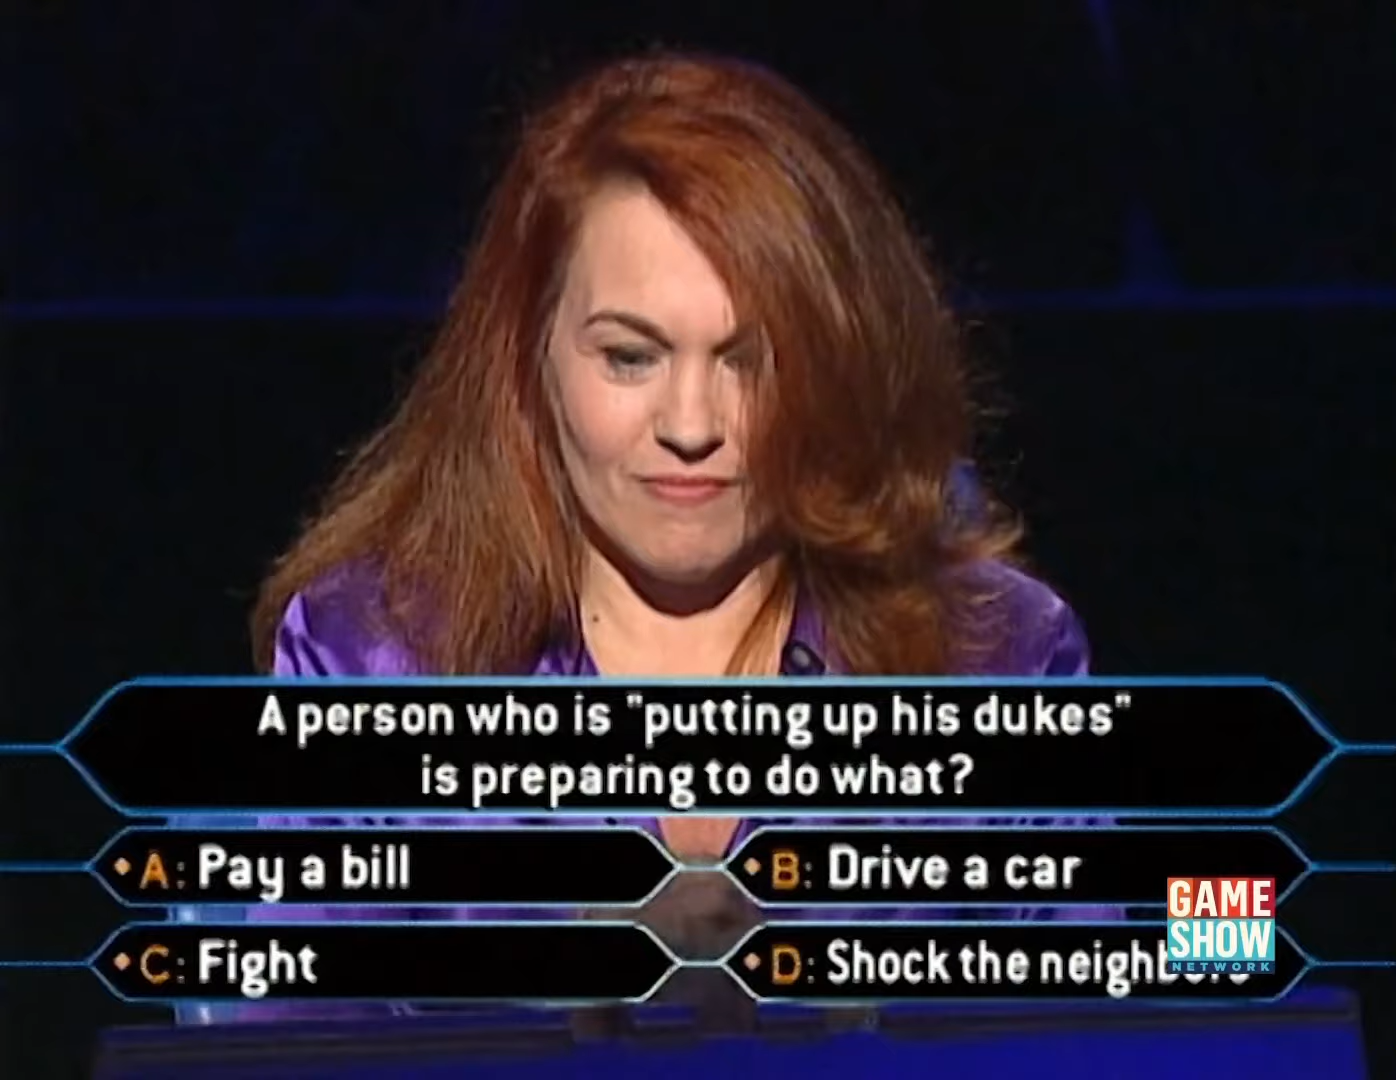 A person who is "putting up his dukes"
is preparing to do what?
A: Pay a bill
B: Drive a car
C: Fight
D: Shock the
GAME
SHOW
NETWORK